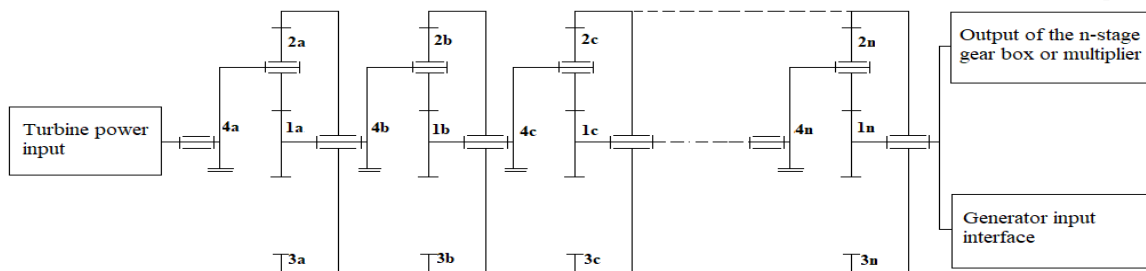 2a
2b
2c
2n
Output of the n-stage
gear box or multiplier
Turbine power
input
4a
1a
4b
1b
4c
1c
4n
1n
Generator input
interface
3a
3b
3c
3n